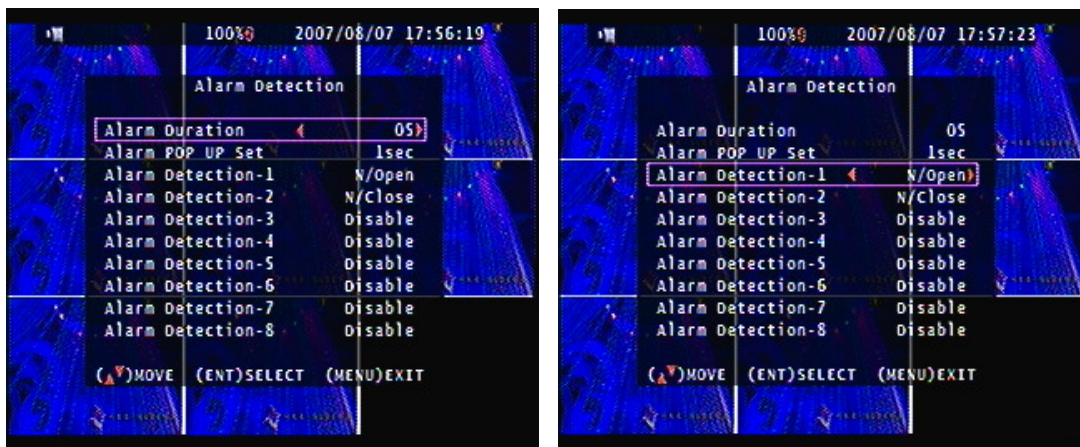 100% 2007/08/07 17:56:19
Alarm Detection
Alarm Duration 05
Alarm POP UP Set 1sec
Alarm Detection-1 N/Open
Alarm Detection-2 N/Close
Alarm Detection-3 Disable
Alarm Detection-4 Disable
Alarm Detection-5 Disable
Alarm Detection-6 Disable
Alarm Detection-7 Disable
Alarm Detection-8 Disable
(▲▼)MOVE (ENT)SELECT (MENU)EXIT
100% 2007/08/07 17:57:23
Alarm Detection
Alarm Duration 05
Alarm POP UP Set 1sec
Alarm Detection-1 N/Open
Alarm Detection-2 N/Close
Alarm Detection-3 Disable
Alarm Detection-4 Disable
Alarm Detection-5 Disable
Alarm Detection-6 Disable
Alarm Detection-7 Disable
Alarm Detection-8 Disable
(▲▼)MOVE (ENT)SELECT (MENU)EXIT